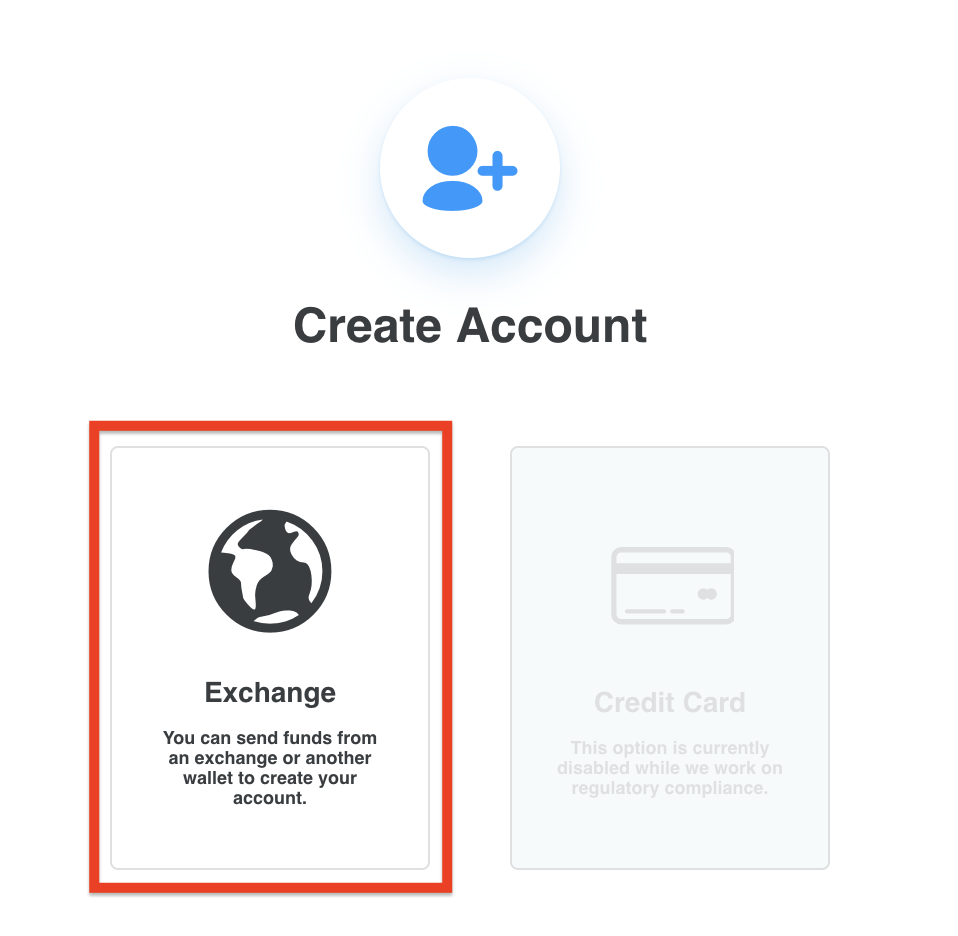 Create Account
Exchange
You can send funds from
an exchange or another
wallet to create your
account.
Credit Card
This option is currently
disabled while we work on
regulatory compliance.